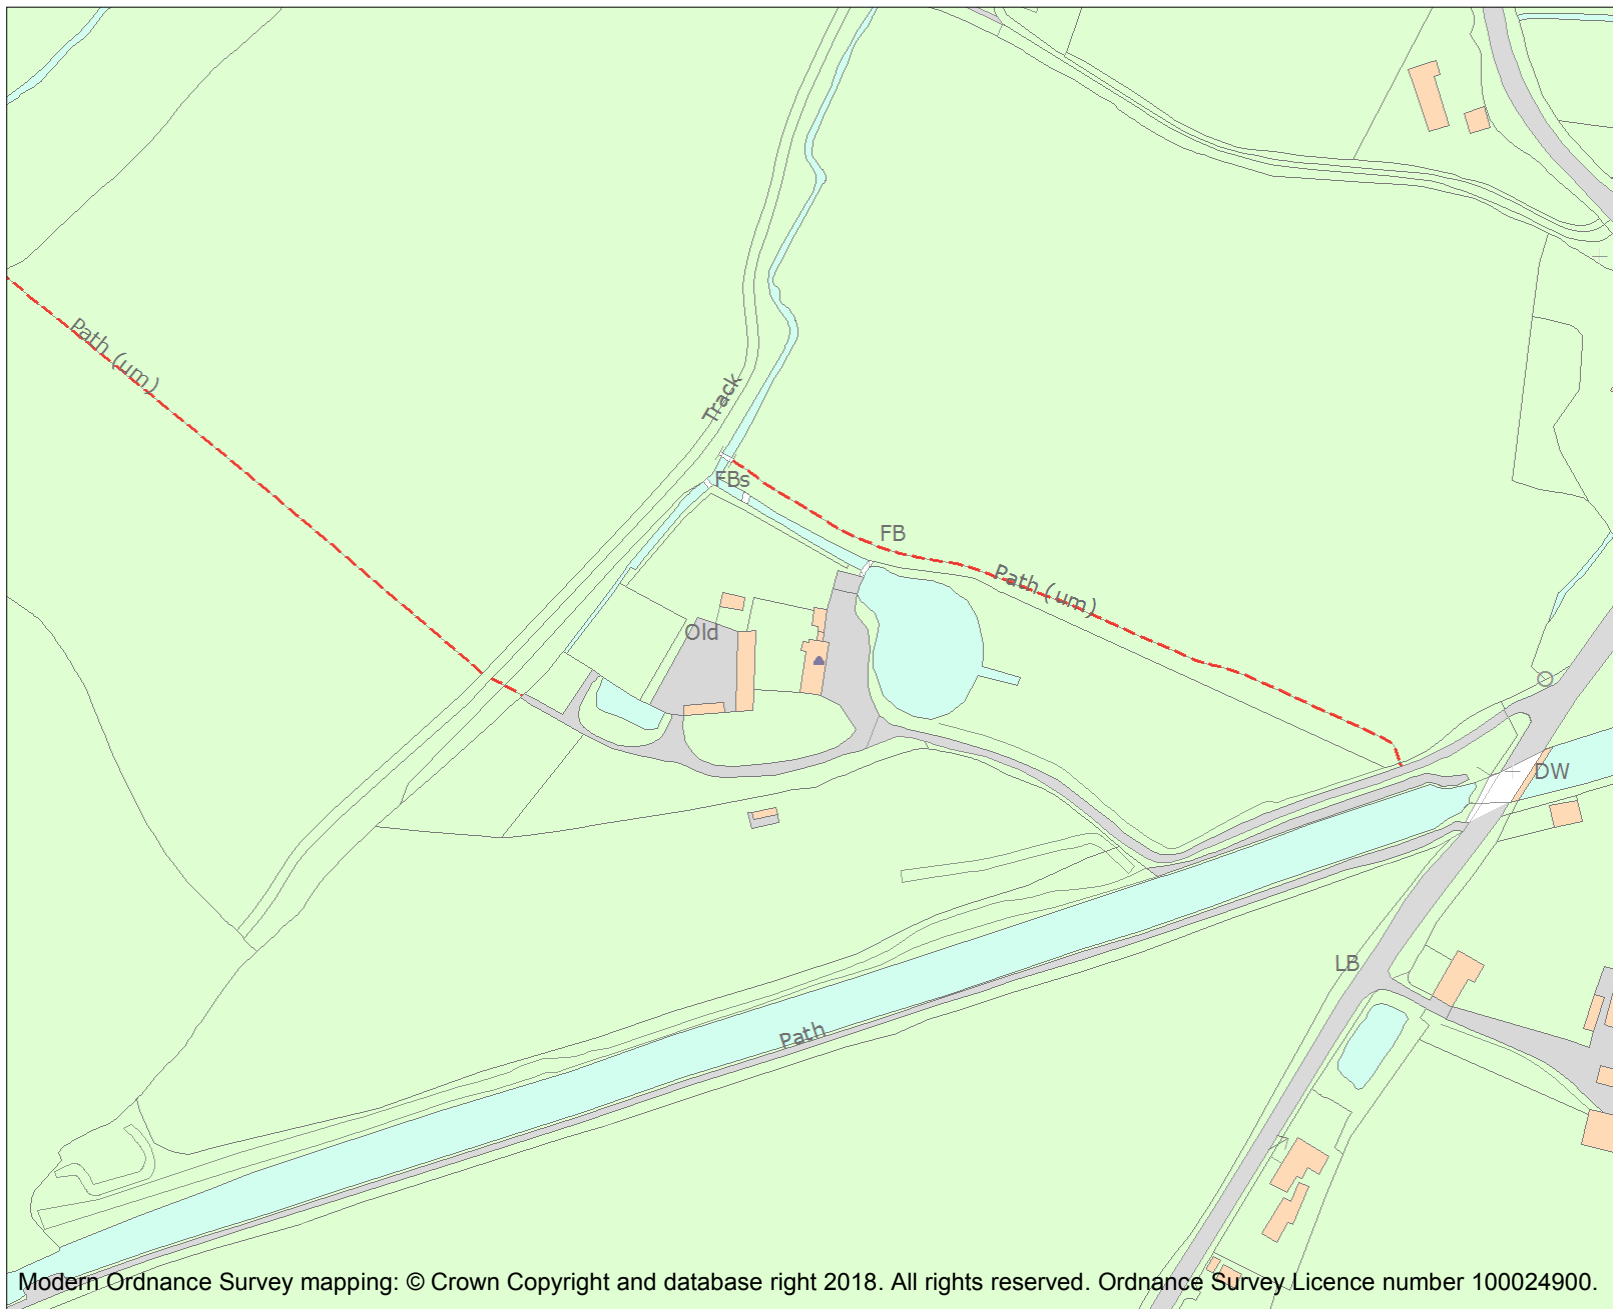 Path (um)
Track
FBs
FB
Path (um)
Old
DW
LB
Path
Modern Ordnance Survey mapping: © Crown Copyright and database right 2018. All rights reserved. Ordnance Survey Licence number 100024900.